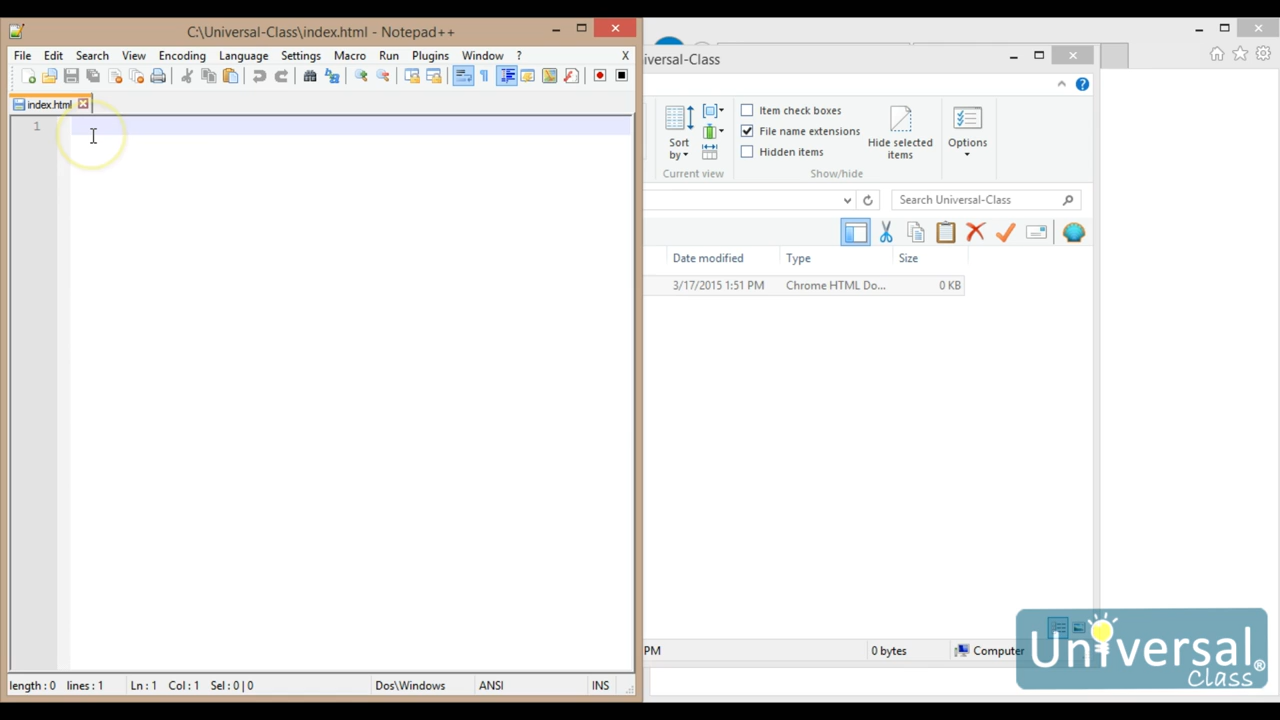 C:\Universal-Class\index.html - Notepad++
File Edit Search View Encoding Language Settings Macro Run Plugins Window ? X
index.html
1
length : 0 lines : 1 Ln : 1 Col : 1 Sel : 0 | 0 Dos\Windows ANSI INS
iversal-Class
Sort by
Item check boxes
File name extensions
Hidden items
Hide selected items
Options
Current view
Show/hide
Search Universal-Class
Date modified Type Size
3/17/2015 1:51 PM Chrome HTML Do... 0 KB
PM 0 bytes Computer
Universal®
Class